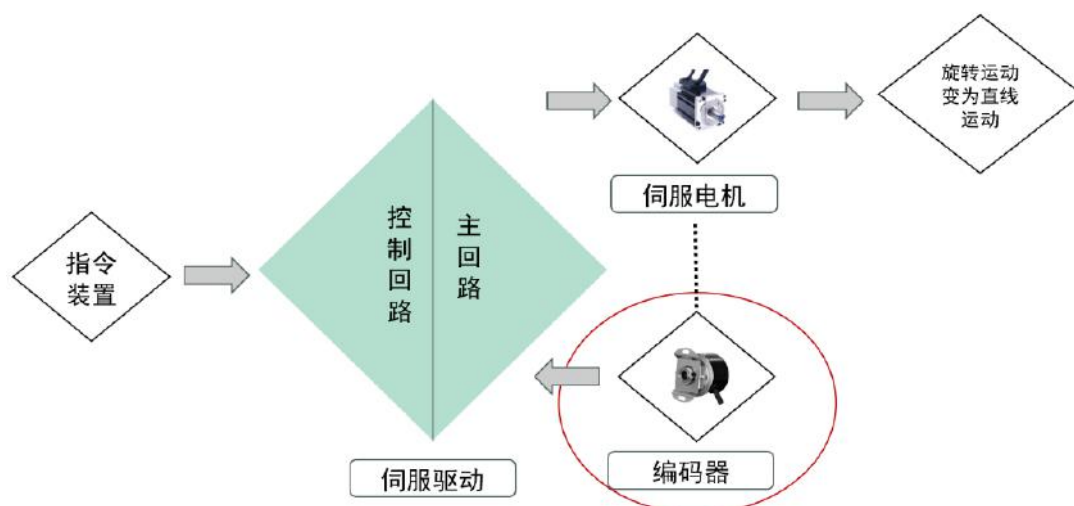 指令
装置
控制回路
主回路
伺服驱动
伺服电机
旋转运动
变为直线
运动
编码器